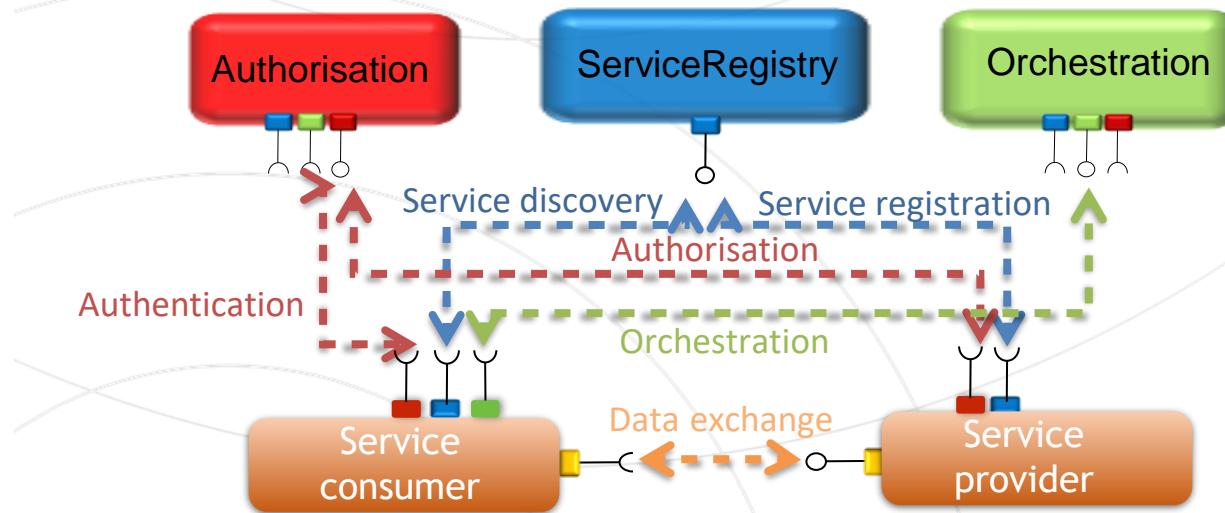 Authorisation
ServiceRegistry
Orchestration
Service discovery
Service registration
Authorisation
Authentication
Orchestration
Data exchange
Service
consumer
Service
provider